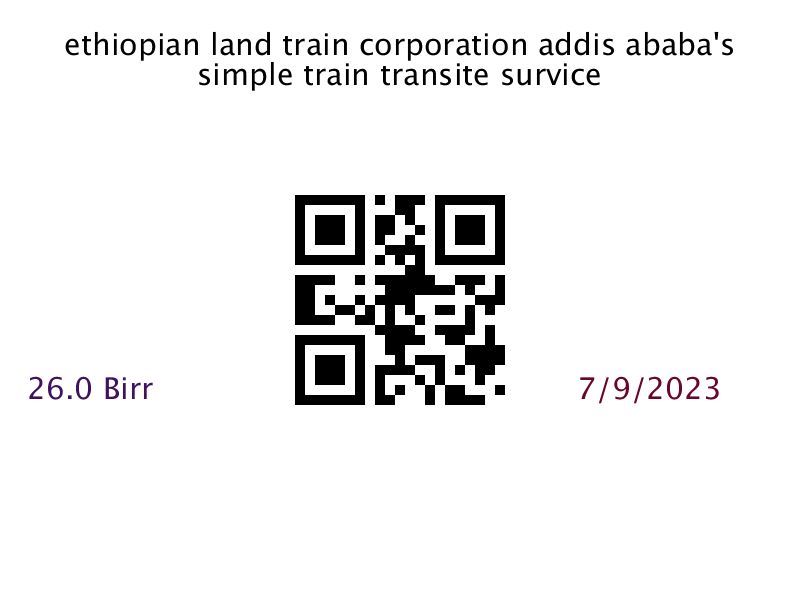 ethiopian land train corporation addis ababa's
simple train transite survice
26.0 Birr
7/9/2023